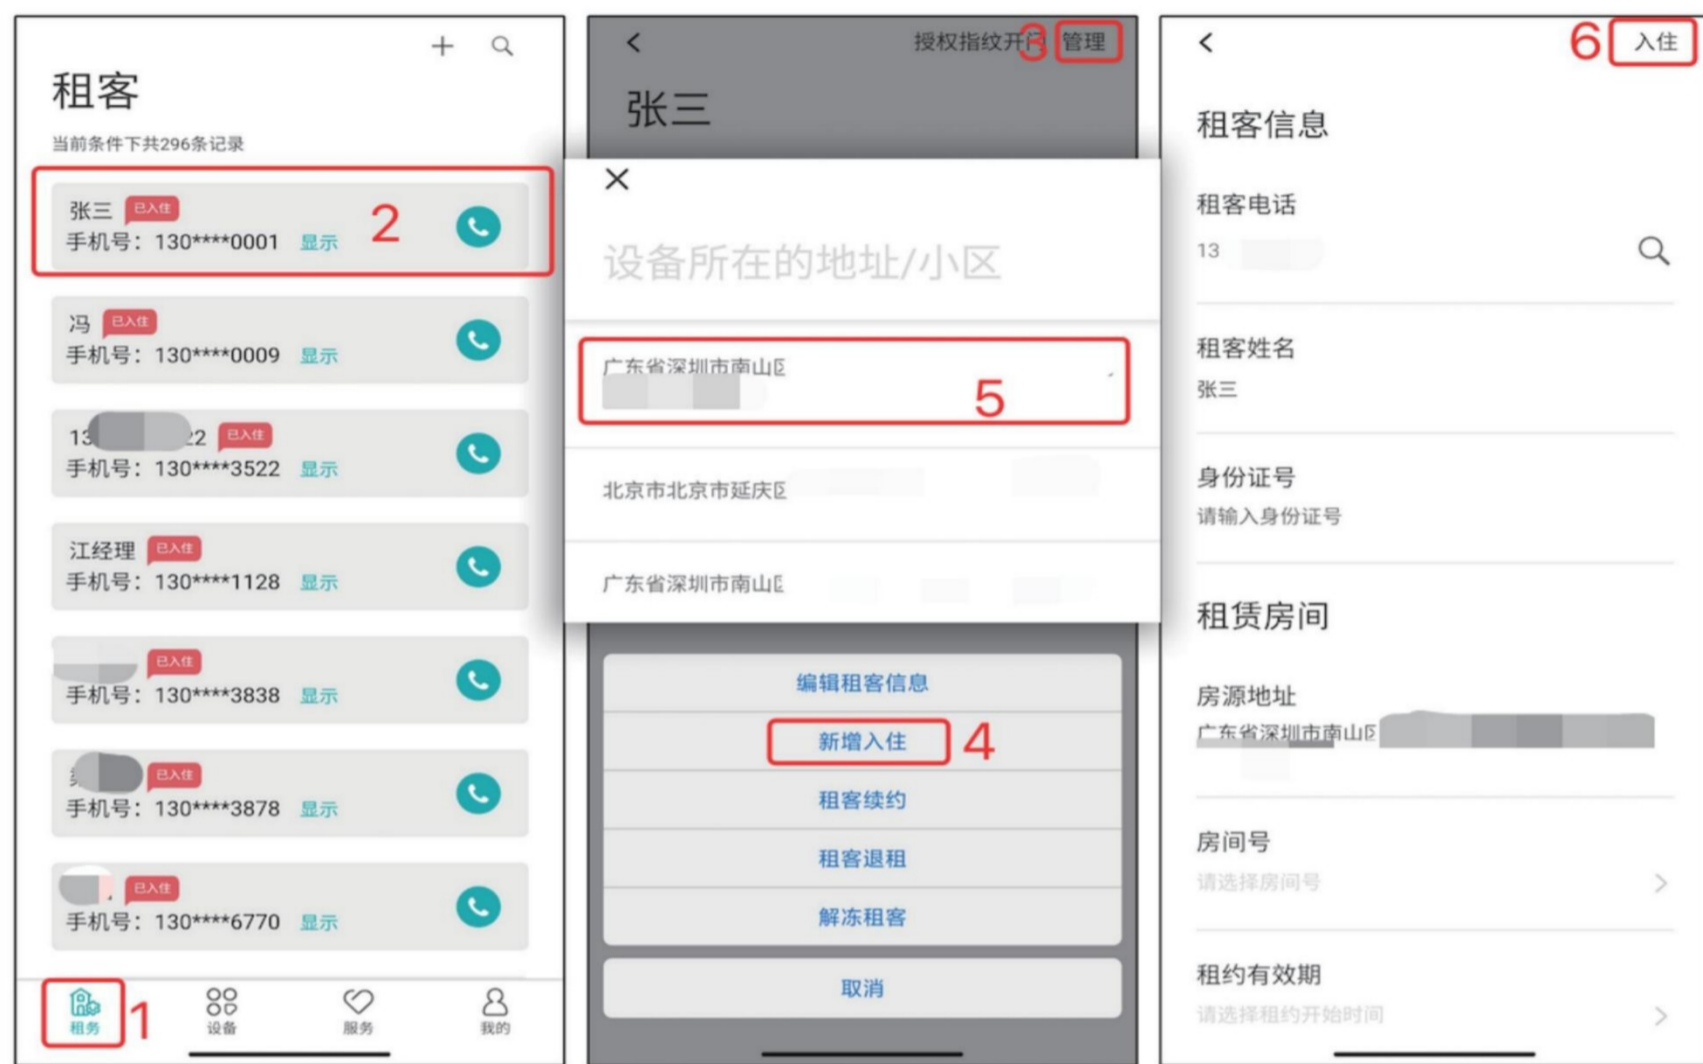 租客
当前条件下共296条记录
张三 已入住
手机号：130****0001 显示 2
冯 已入住
手机号：130****0009 显示
13 22 已入住
手机号：130****3522 显示
江经理 已入住
手机号：130****1128 显示
已入住
手机号：130****3838 显示
已入住
手机号：130****3878 显示
已入住
手机号：130****6770 显示
租务 1 设备 服务 我的
授权指纹开门 3 管理
张三
设备所在的地址/小区
广东省深圳市南山区
5
北京市北京市延庆区
广东省深圳市南山区
编辑租客信息
新增入住 4
租客续约
租客退租
解冻租客
取消
6 入住
租客信息
租客电话
13
租客姓名
张三
身份证号
请输入身份证号
租赁房间
房源地址
广东省深圳市南山区
房间号
请选择房间号
租约有效期
请选择租约开始时间